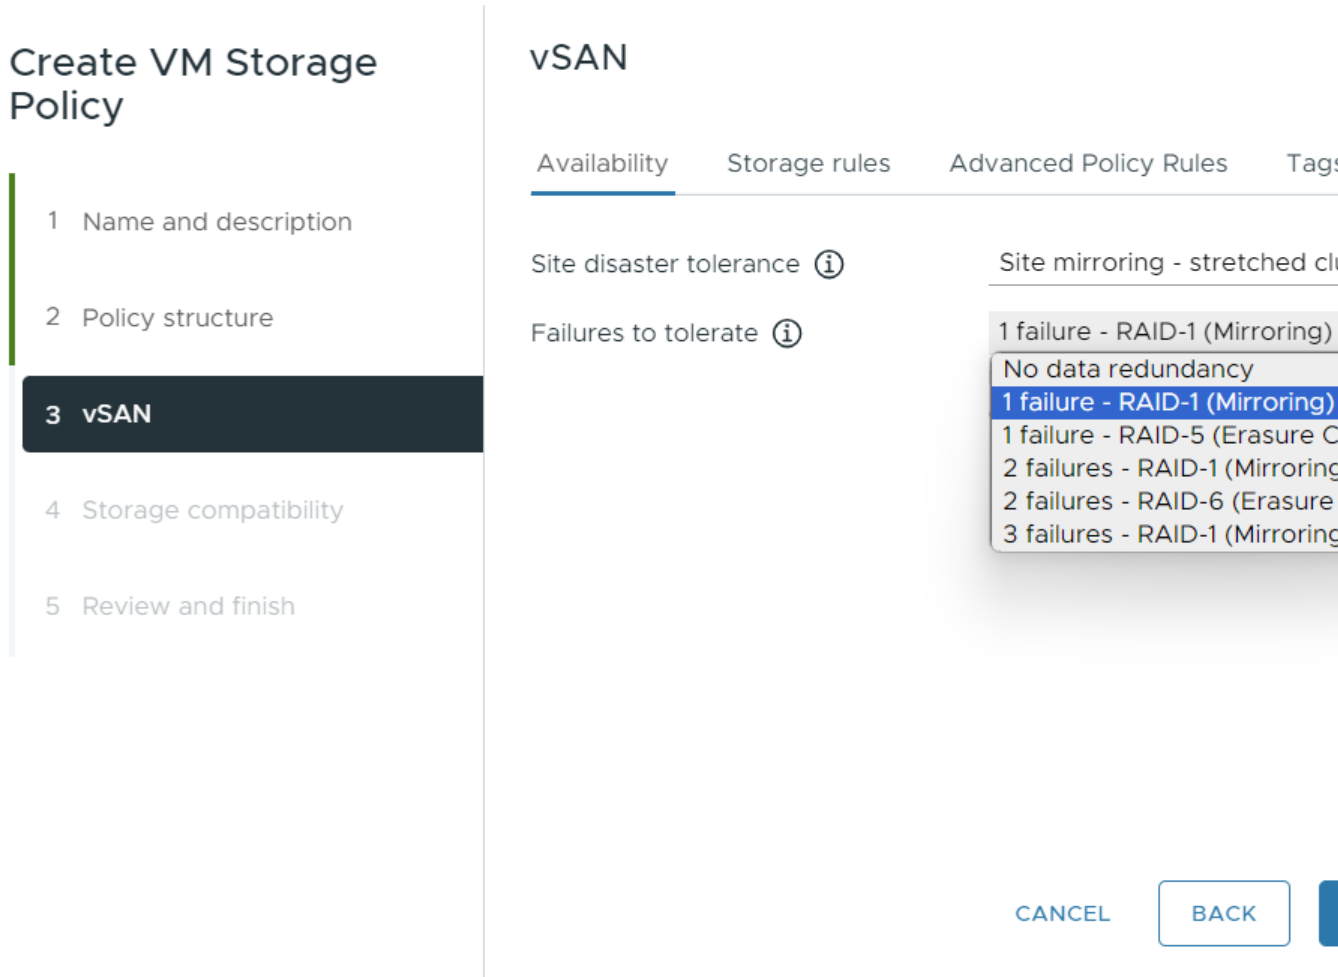 Create VM Storage
Policy
1 Name and description
2 Policy structure
3 vSAN
4 Storage compatibility
5 Review and finish
vSAN
Availability Storage rules Advanced Policy Rules Tags
Site disaster tolerance Site mirroring - stretched
Failures to tolerate 1 failure - RAID-1 (Mirroring)
No data redundancy
1 failure - RAID-1 (Mirroring)
1 failure - RAID-5 (Erasure
2 failures - RAID-1 (Mirroring
2 failures - RAID-6 (Erasure
3 failures - RAID-1 (Mirroring
CANCEL BACK